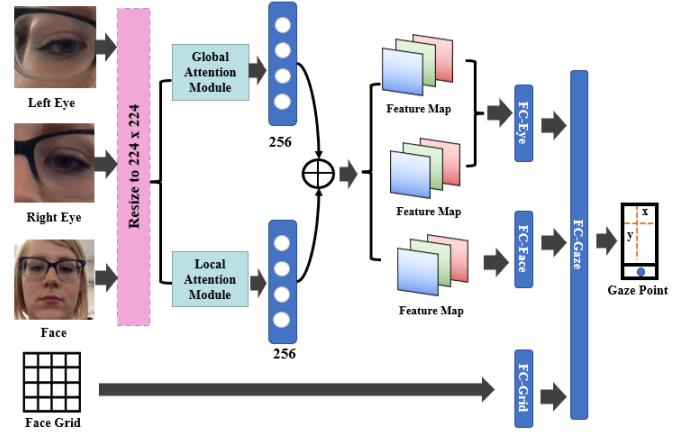 Left Eye
Right Eye
Face
Face Grid
Resize to 224 x 224
Global
Attention
Module
256
Local
Attention
Module
256
Feature Map
Feature Map
Feature Map
FC-Eye
FC-Face
FC-Grid
FC-Gaze
x
y
Gaze Point